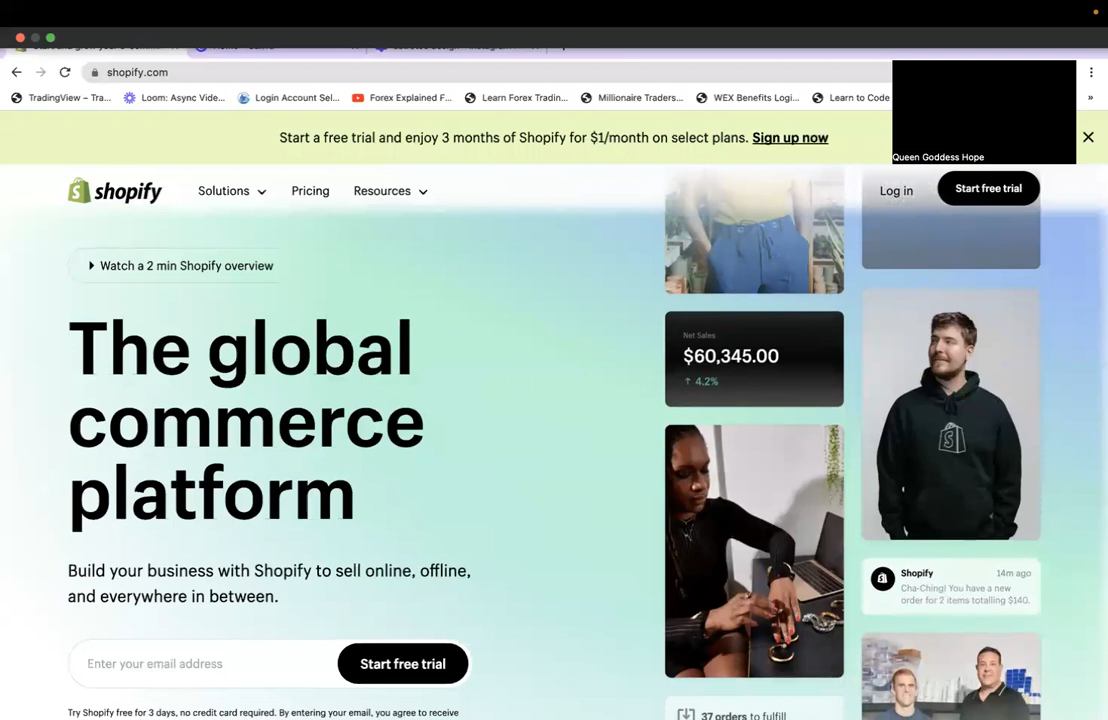 shopify.com
TradingView – Tra...
Loom: Async Vide...
Login Account Sel...
Forex Explained F...
Learn Forex Tradin...
Millionaire Traders...
WEX Benefits Logi...
Learn to Code
»
Start a free trial and enjoy 3 months of Shopify for $1/month on select plans. Sign up now
Queen Goddess Hope
shopify
Solutions
Pricing
Resources
Log in
Start free trial
Watch a 2 min Shopify overview
The global
commerce
platform
Build your business with Shopify to sell online, offline,
and everywhere in between.
Enter your email address
Start free trial
Try Shopify free for 3 days, no credit card required. By entering your email, you agree to receive
Net Sales
$60,345.00
↑ 4.2%
Shopify
14m ago
Cha-Ching! You have a new
order for 2 items totalling $140.
37 orders to fulfill